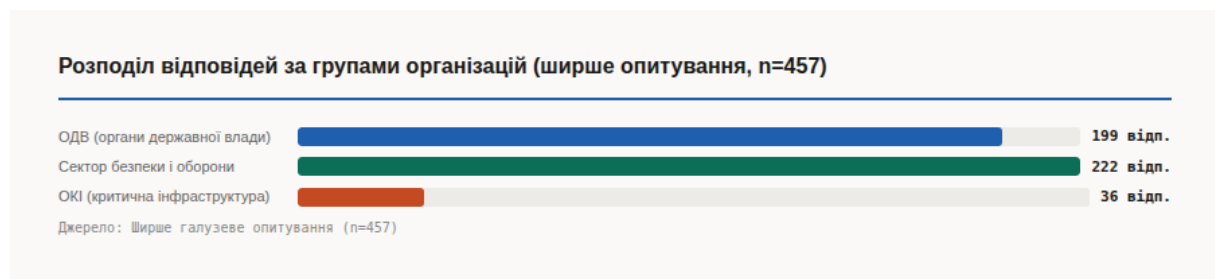 Розподіл відповідей за групами організацій (ширше опитування, n=457)
ОДВ (органи державної влади) 199 відп.
Сектор безпеки і оборони 222 відп.
ОКІ (критична інфраструктура) 36 відп.
Джерело: Ширше галузеве опитування (n=457)